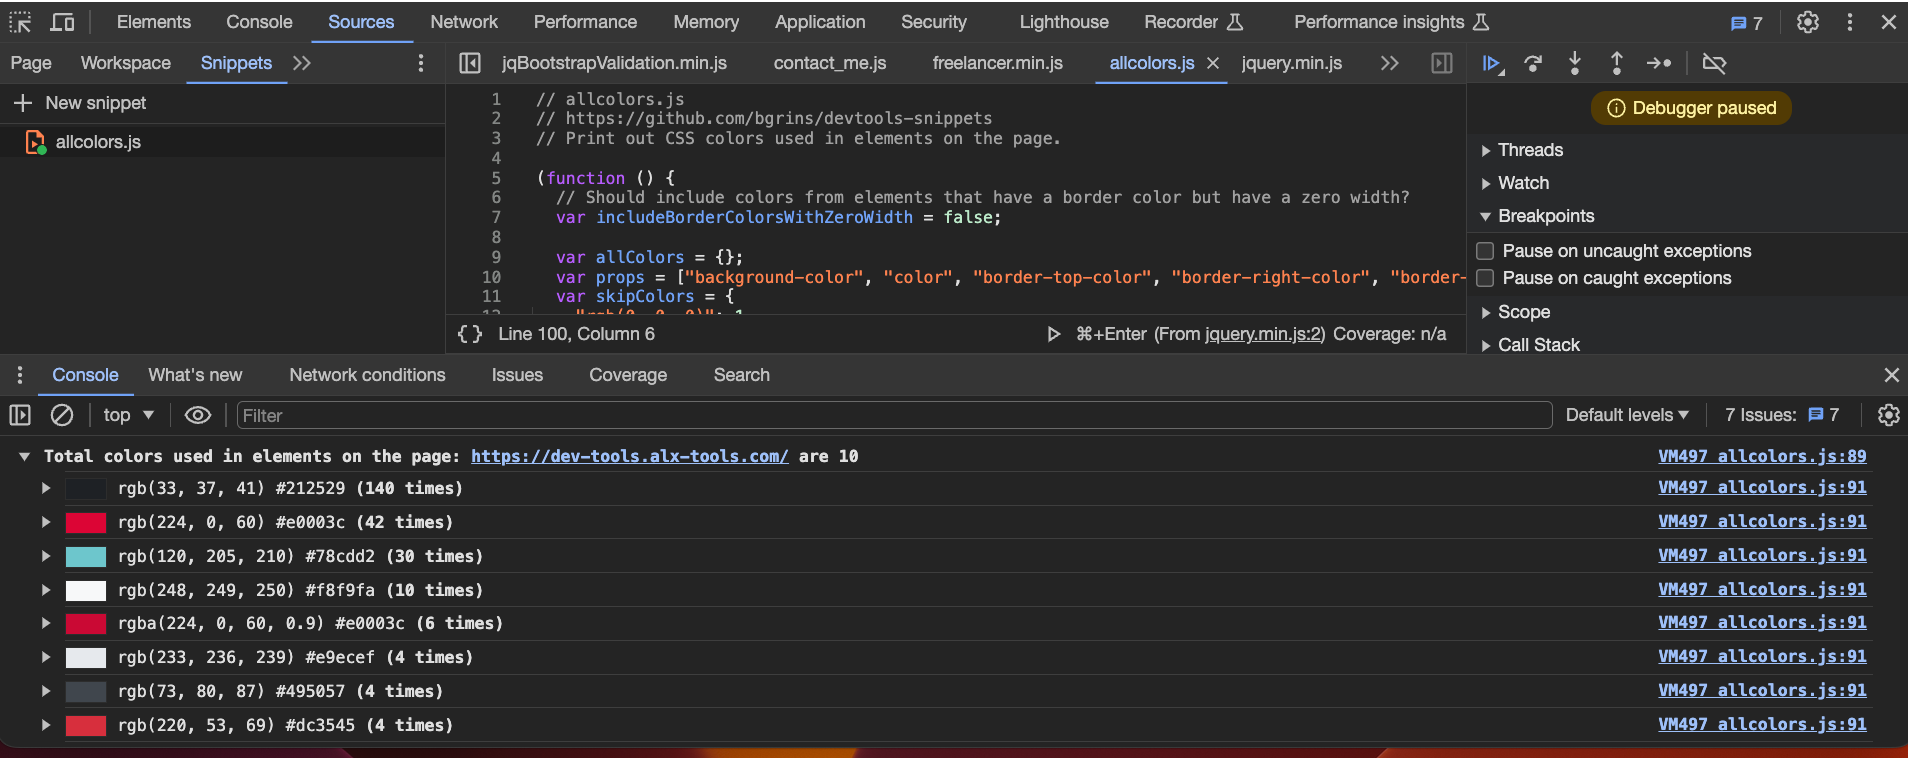 Elements Console Sources Network Performance Memory Application Security Lighthouse Recorder Performance insights 7
Page Workspace Snippets
New snippet
allcolors.js
jqBootstrapValidation.min.js contact_me.js freelancer.min.js allcolors.js jquery.min.js
1 // allcolors.js
2 // https://github.com/bgrins/devtools-snippets
3 // Print out CSS colors used in elements on the page.
4
5 (function () {
6 // Should include colors from elements that have a border color but have a zero width?
7 var includeBorderColorsWithZeroWidth = false;
8
9 var allColors = {};
10 var props = ["background-color", "color", "border-top-color", "border-right-color", "border-
11 var skipColors = {
12 "rgb(0, 0, 0)": 1
{ } Line 100, Column 6 ⌘+Enter (From jquery.min.js:2) Coverage: n/a
Debugger paused
Threads
Watch
Breakpoints
Pause on uncaught exceptions
Pause on caught exceptions
Scope
Call Stack
Console What's new Network conditions Issues Coverage Search
top Filter Default levels 7 Issues: 7
Total colors used in elements on the page: https://dev-tools.alx-tools.com/ are 10 VM497 allcolors.js:89
rgb(33, 37, 41) #212529 (140 times) VM497 allcolors.js:91
rgb(224, 0, 60) #e0003c (42 times) VM497 allcolors.js:91
rgb(120, 205, 210) #78cdd2 (30 times) VM497 allcolors.js:91
rgb(248, 249, 250) #f8f9fa (10 times) VM497 allcolors.js:91
rgba(224, 0, 60, 0.9) #e0003c (6 times) VM497 allcolors.js:91
rgb(233, 236, 239) #e9ecef (4 times) VM497 allcolors.js:91
rgb(73, 80, 87) #495057 (4 times) VM497 allcolors.js:91
rgb(220, 53, 69) #dc3545 (4 times) VM497 allcolors.js:91